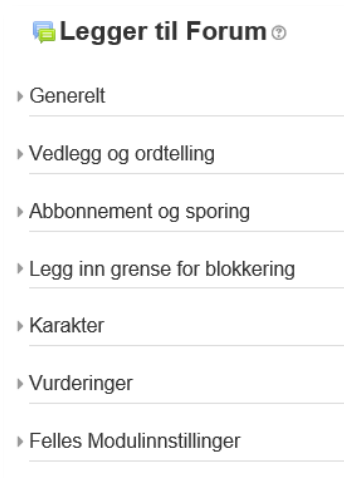 Legger til Forum
Generelt
Vedlegg og ordtelling
Abbonnement og sporing
Legg inn grense for blokkering
Karakter
Vurderinger
Felles Modulinnstillinger